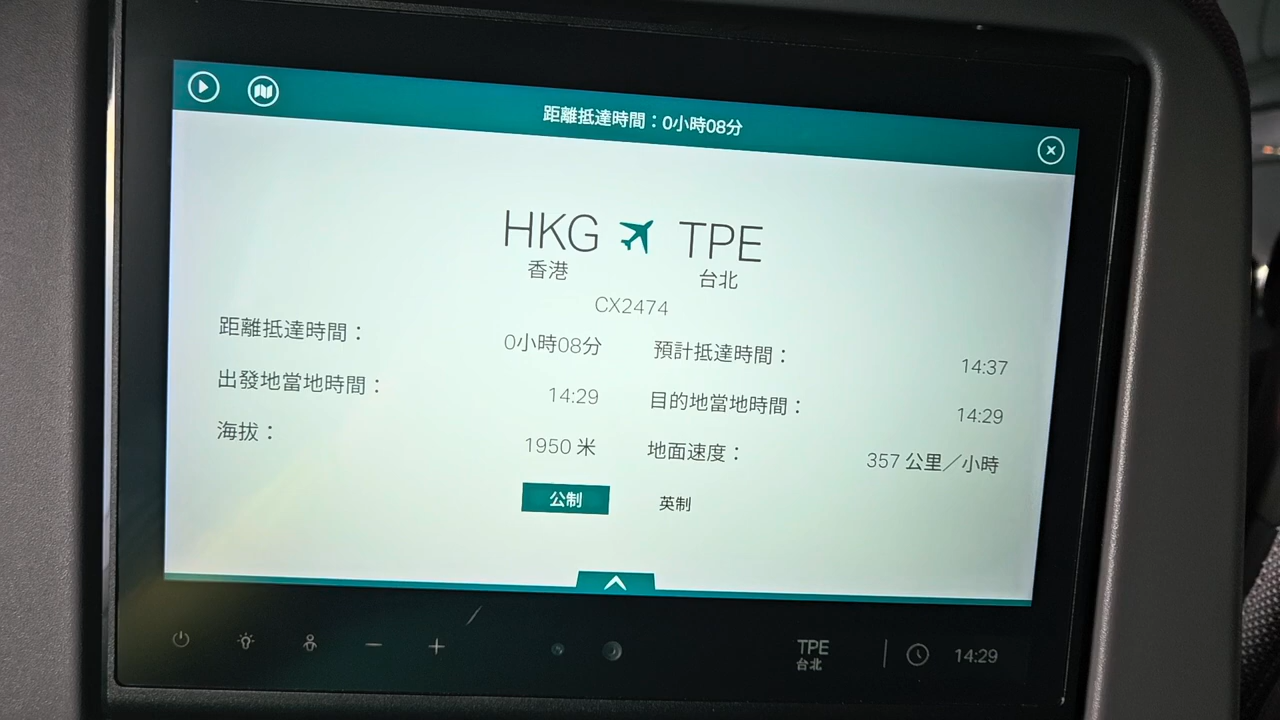 距離抵達時間：0小時08分
HKG TPE
香港 台北
CX2474
距離抵達時間： 0小時08分 預計抵達時間： 14:37
出發地當地時間： 14:29 目的地當地時間： 14:29
海拔： 1950 米 地面速度： 357 公里／小時
公制 英制
TPE
台北
14:29